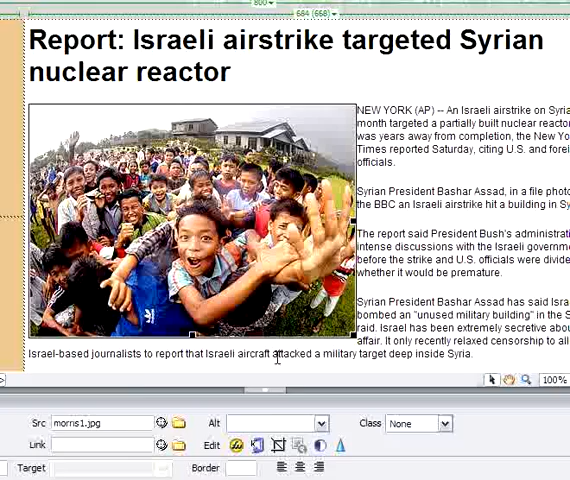 800
684 (668)
Report: Israeli airstrike targeted Syrian
nuclear reactor
NEW YORK (AP) -- An Israeli airstrike on Syria
month targeted a partially built nuclear reactor
was years away from completion, the New Yo
Times reported Saturday, citing U.S. and forei
officials.
Syrian President Bashar Assad, in a file photo
the BBC an Israeli airstrike hit a building in Sy
The report said President Bush's administrati
intense discussions with the Israeli governme
before the strike and U.S. officials were divide
whether it would be premature.
Syrian President Bashar Assad has said Isra
bombed an "unused military building" in the S
raid. Israel has been extremely secretive abou
affair. It only recently relaxed censorship to all
Israel-based journalists to report that Israeli aircraft attacked a military target deep inside Syria.
100%
Src morris1.jpg Alt Class None
Link Edit
Target Border